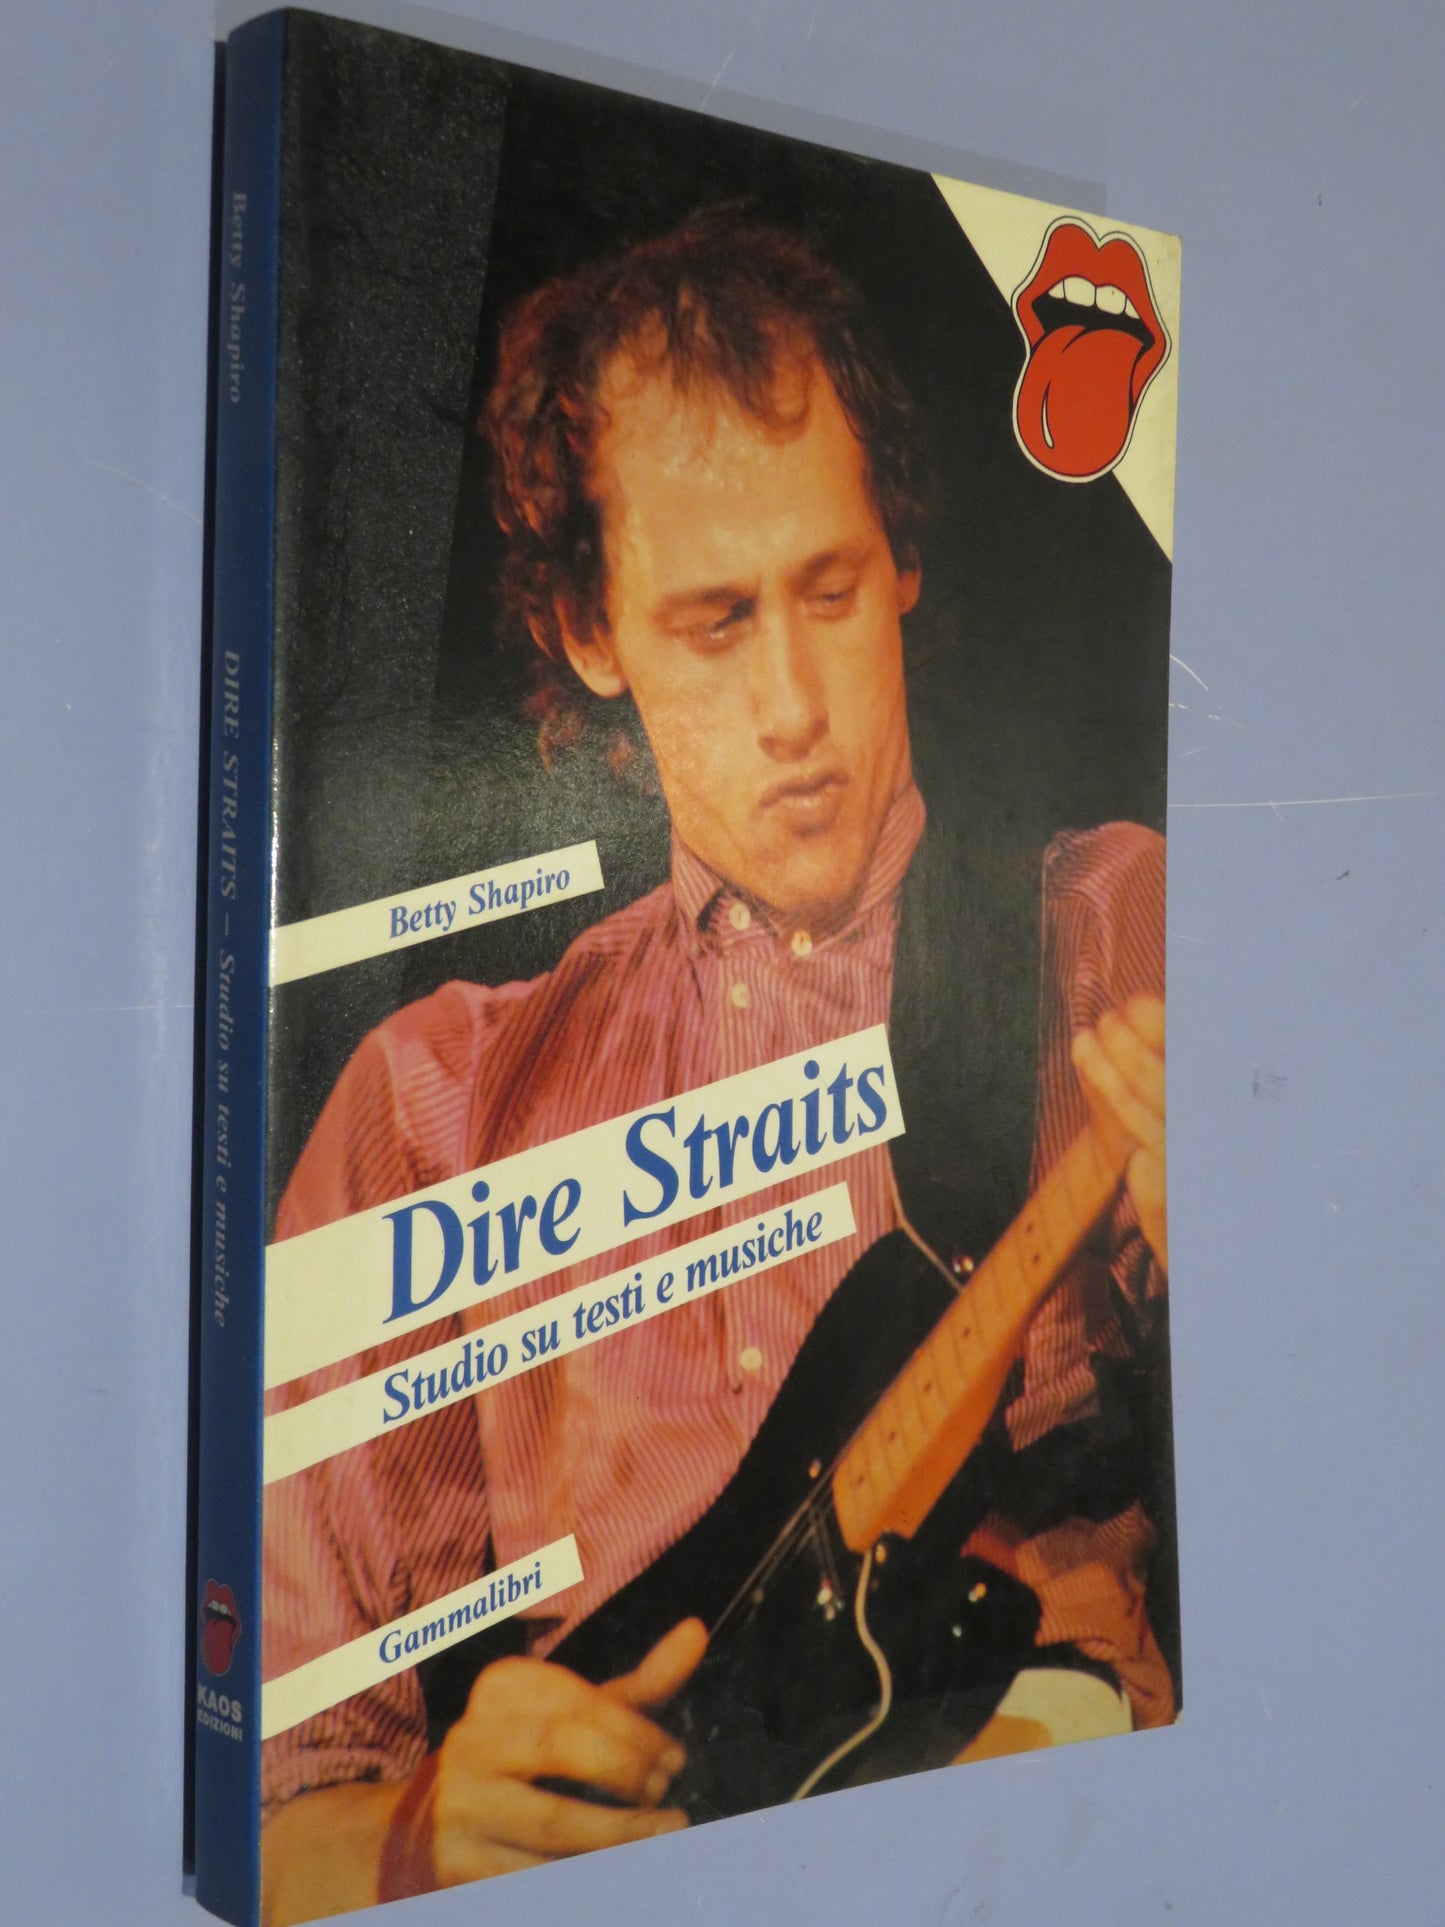 Betty Shapiro
Dire Straits
Studio su testi e musiche
Gammalibri
Betty Shapiro
DIRE STRAITS – Studio su testi e musiche
KAOS
EDIZIONI